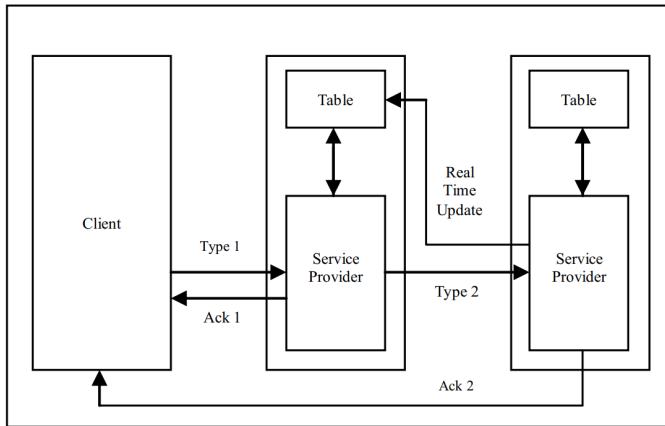 Table
Table
Real
Time
Update
Client
Type 1
Service
Provider
Service
Provider
Type 2
Ack 1
Ack 2